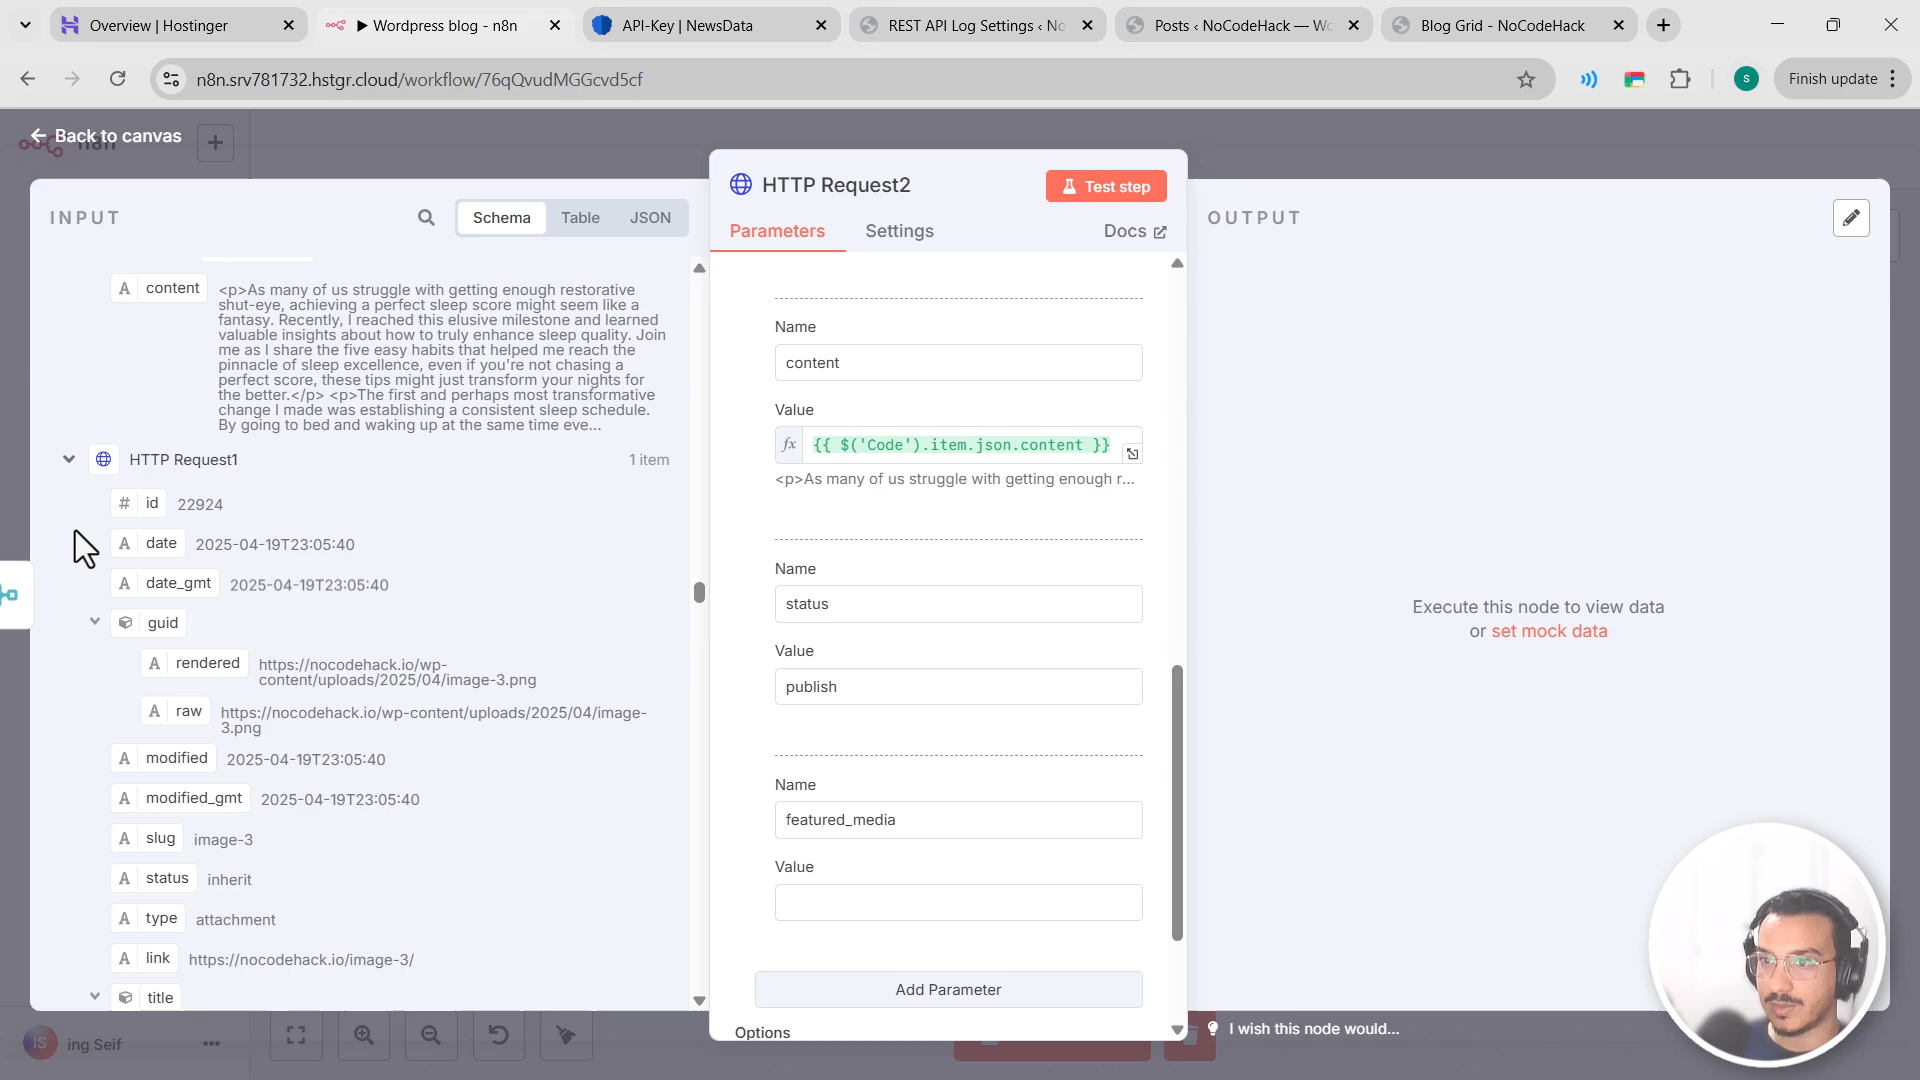 Overview | Hostinger
Wordpress blog - n8n
API-Key | NewsData
REST API Log Settings ‹ No
Posts ‹ NoCodeHack — Wo
Blog Grid - NoCodeHack
n8n.srv781732.hstgr.cloud/workflow/76qQvudMGGcvd5cf
S
Finish update
Back to canvas
n8n
INPUT
Schema
Table
JSON
A content
<p>As many of us struggle with getting enough restorative
shut-eye, achieving a perfect sleep score might seem like a
fantasy. Recently, I reached this elusive milestone and learned
valuable insights about how to truly enhance sleep quality. Join
me as I share the five easy habits that helped me reach the
pinnacle of sleep excellence, even if you're not chasing a
perfect score, these tips might just transform your nights for
the better.</p> <p>The first and perhaps most transformative
change I made was establishing a consistent sleep schedule.
By going to bed and waking up at the same time eve...
HTTP Request1
1 item
# id 22924
A date 2025-04-19T23:05:40
A date_gmt 2025-04-19T23:05:40
guid
A rendered https://nocodehack.io/wp-
content/uploads/2025/04/image-3.png
A raw https://nocodehack.io/wp-content/uploads/2025/04/image-
3.png
A modified 2025-04-19T23:05:40
A modified_gmt 2025-04-19T23:05:40
A slug image-3
A status inherit
A type attachment
A link https://nocodehack.io/image-3/
title
IS ing Seif
HTTP Request2
Test step
Parameters
Settings
Docs
Name
content
Value
fx {{ $('Code').item.json.content }}
<p>As many of us struggle with getting enough r...
Name
status
Value
publish
Name
featured_media
Value
Add Parameter
Options
OUTPUT
Execute this node to view data
or set mock data
I wish this node would...